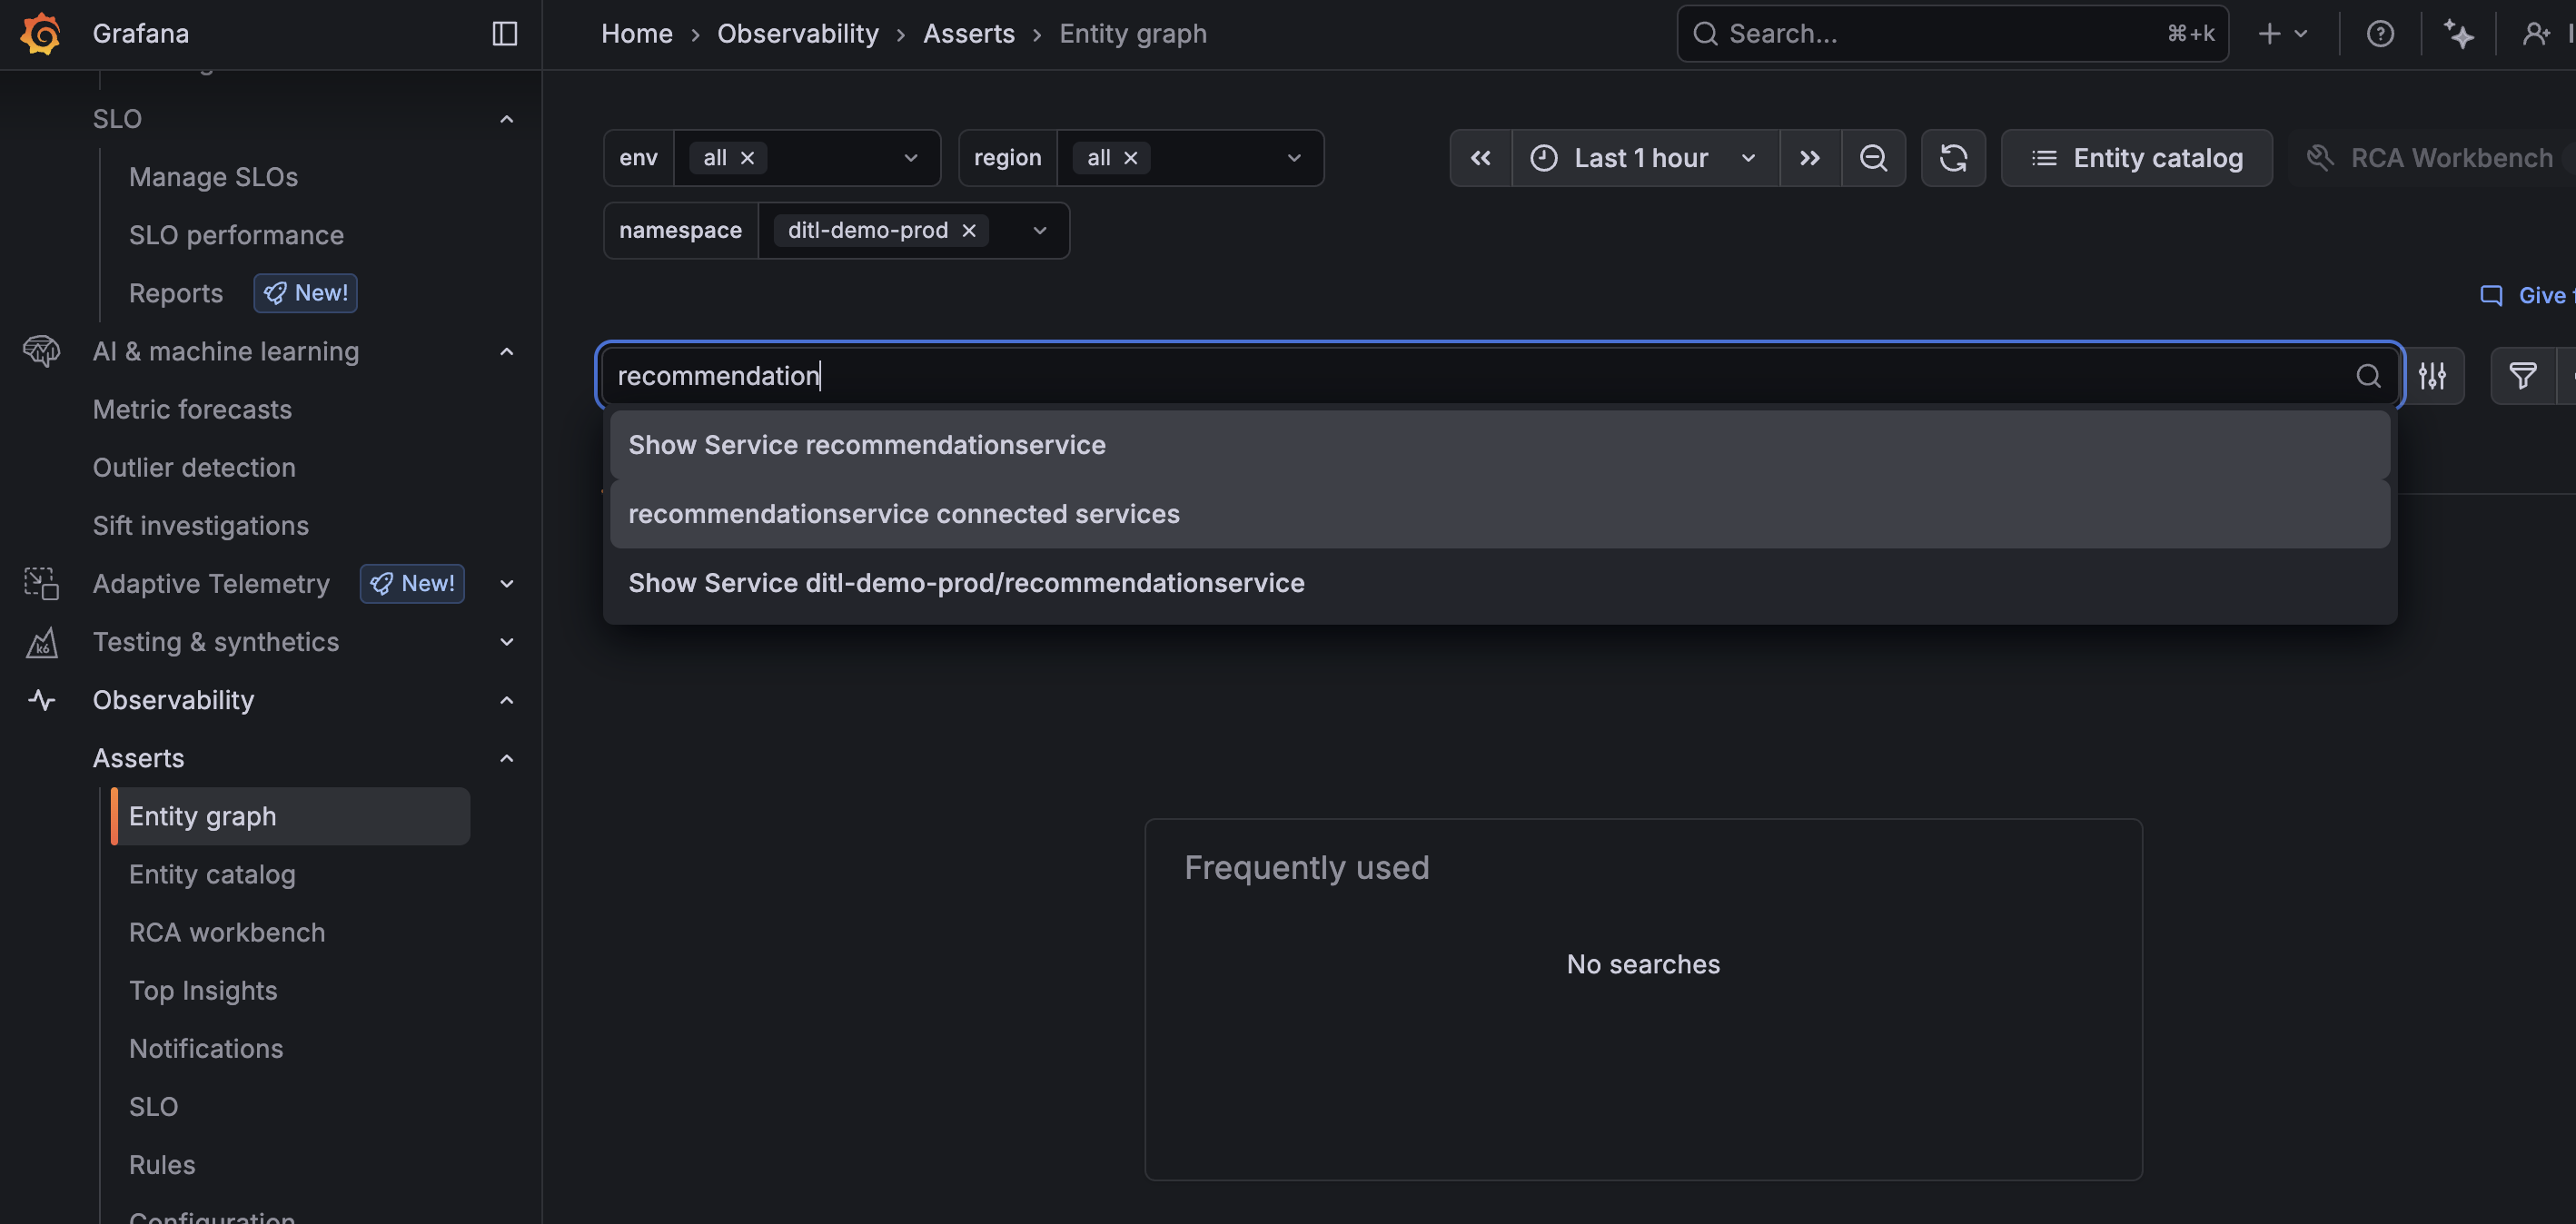 Grafana
Home › Observability › Asserts › Entity graph
Search...
⌘+k
SLO
Manage SLOs
SLO performance
Reports
New!
AI & machine learning
Metric forecasts
Outlier detection
Sift investigations
Adaptive Telemetry
New!
Testing & synthetics
k6
Observability
Asserts
Entity graph
Entity catalog
RCA workbench
Top Insights
Notifications
SLO
Rules
Configuration
env
all
region
all
Last 1 hour
Entity catalog
RCA Workbench
namespace
ditl-demo-prod
Give
recommendation
Show Service recommendationservice
recommendationservice connected services
Show Service ditl-demo-prod/recommendationservice
Frequently used
No searches